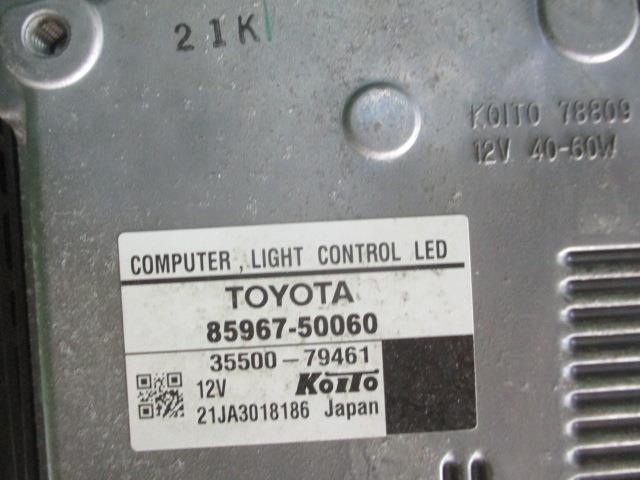 21K
KOITO 78809
12V 40-60W
COMPUTER , LIGHT CONTROL LED
TOYOTA
85967-50060
35500-79461
12V KOITO
21JA3018186 Japan